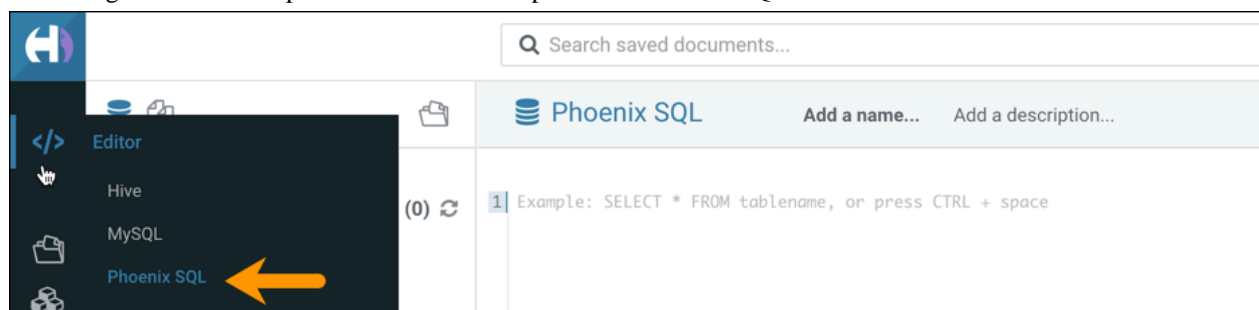 Search saved documents...
Phoenix SQL Add a name... Add a description...
</> Editor
Hive
(0)
MySQL
Phoenix SQL
1 Example: SELECT * FROM tablename, or press CTRL + space